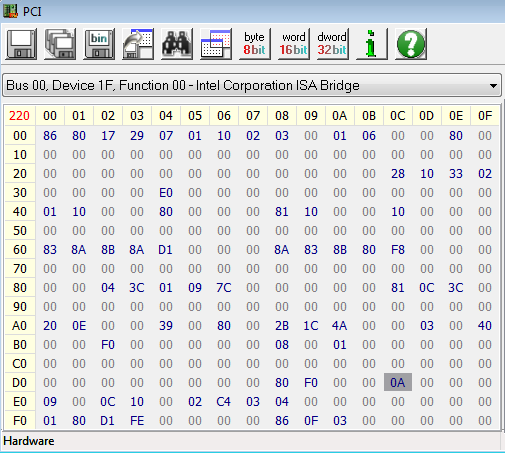 PCI
bin byte 8bit word 16bit dword 32bit i ?
Bus 00, Device 1F, Function 00 - Intel Corporation ISA Bridge
220 00 01 02 03 04 05 06 07 08 09 0A 0B 0C 0D 0E 0F
00 86 80 17 29 07 01 10 02 03 00 01 06 00 00 80 00
10 00 00 00 00 00 00 00 00 00 00 00 00 00 00 00 00
20 00 00 00 00 00 00 00 00 00 00 00 00 28 10 33 02
30 00 00 00 00 E0 00 00 00 00 00 00 00 00 00 00 00
40 01 10 00 00 80 00 00 00 81 10 00 00 10 00 00 00
50 00 00 00 00 00 00 00 00 00 00 00 00 00 00 00 00
60 83 8A 8B 8A D1 00 00 00 8A 83 8B 80 F8 00 00 00
70 00 00 00 00 00 00 00 00 00 00 00 00 00 00 00 00
80 00 00 04 3C 01 09 7C 00 00 00 00 00 81 0C 3C 00
90 00 00 00 00 00 00 00 00 00 00 00 00 00 00 00 00
A0 20 0E 00 00 39 00 80 00 2B 1C 4A 00 00 03 00 40
B0 00 00 F0 00 00 00 00 00 08 00 01 00 00 00 00 00
C0 00 00 00 00 00 00 00 00 00 00 00 00 00 00 00 00
D0 00 00 00 00 00 00 00 00 80 F0 00 00 0A 00 00 00
E0 09 00 0C 10 00 02 C4 03 04 00 00 00 00 00 00 00
F0 01 80 D1 FE 00 00 00 00 86 0F 03 00 00 00 00 00
Hardware